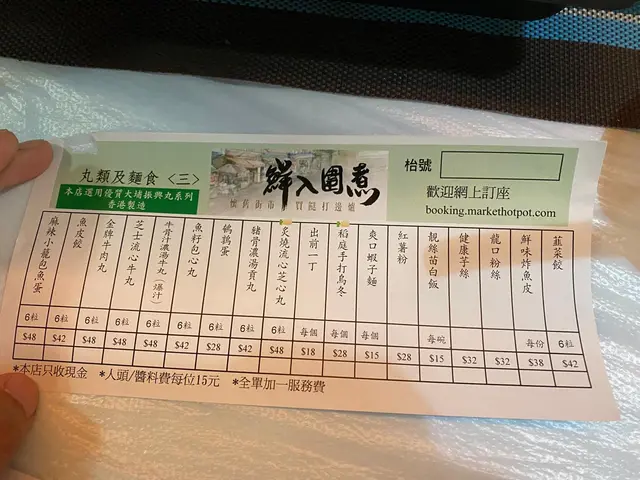 丸類及麵食〈三〉
本店選用優質大埔振興丸系列
香港製造
鮮入圍煮
懷舊街市 買餸打邊爐
枱號
歡迎網上訂座
booking.markethotpot.com
麻辣小龍包魚蛋 6粒 $48
魚皮餃 6粒 $42
金牌牛肉丸 6粒 $48
芝士流心牛丸 6粒 $48
牛骨汁濃湯牛丸（爆汁） 6粒 $48
魚籽包心丸 6粒 $42
鵪鶉蛋 6粒 $28
豬骨濃湯貢丸 6粒 $42
炙燒流心芝心丸 6粒 $48
出前一丁 每個 $18
稻庭手打烏冬 每個 $28
爽口蝦子麵 每個 $15
紅薯粉 $28
靚絲苗白飯 每碗 $15
健康芋絲 $32
龍口粉絲 $32
鮮味炸魚皮 每份 $38
韮菜餃 6粒 $42
*本店只收現金 *人頭/醬料費每位15元 *全單加一服務費